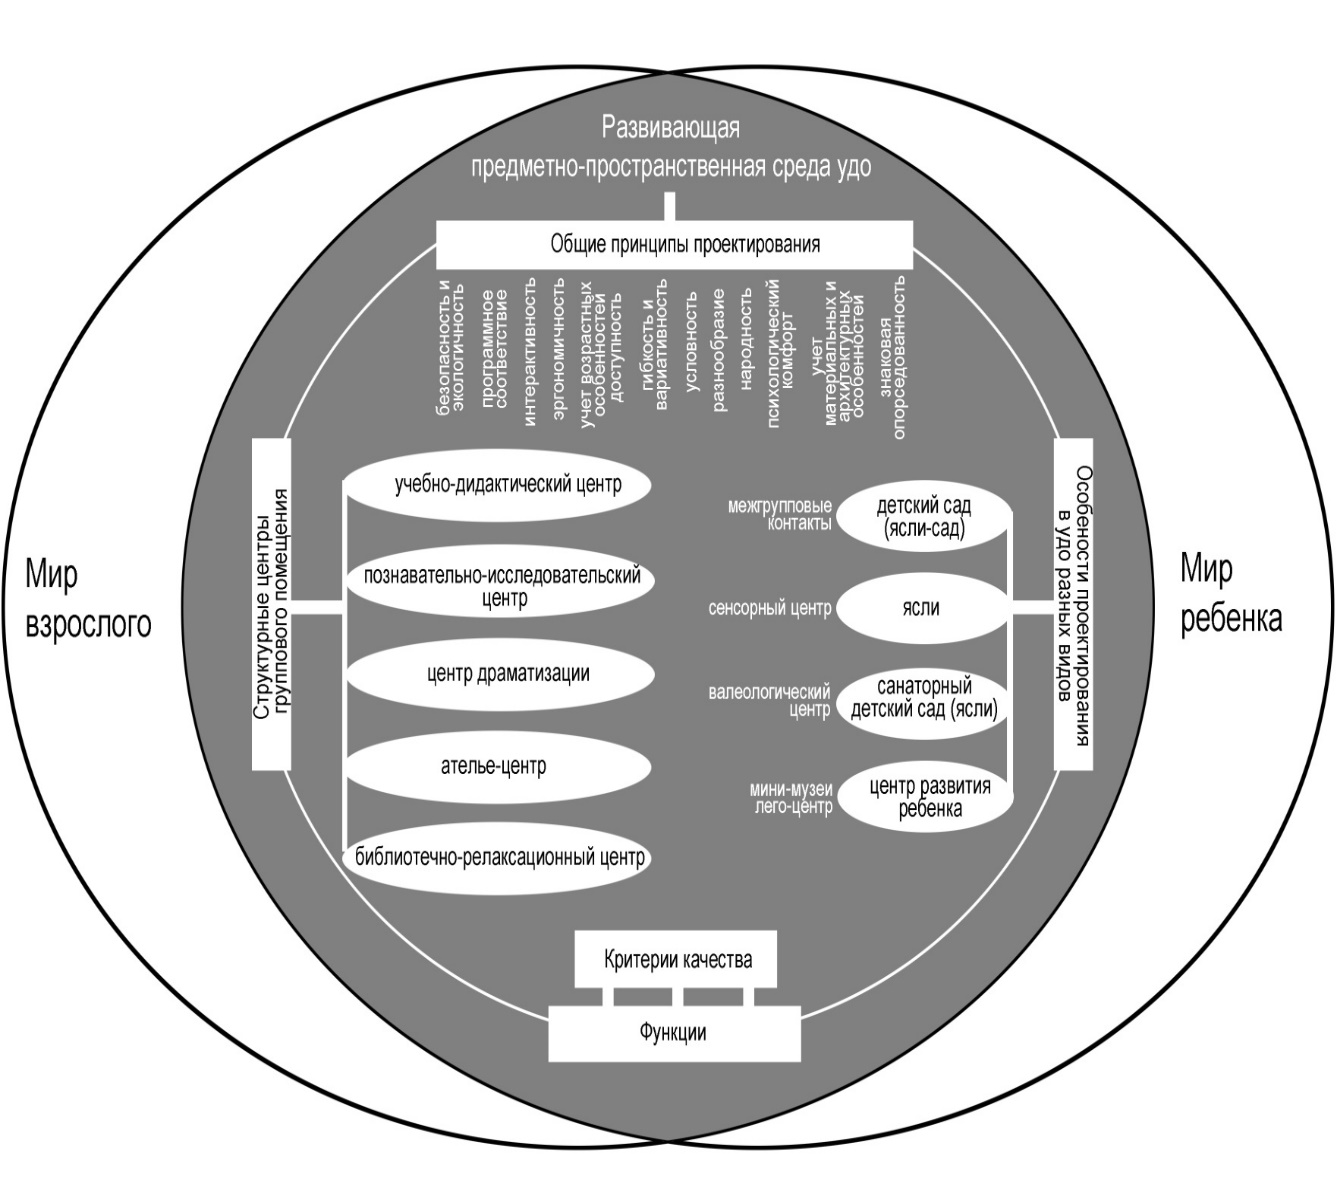 Развивающая
предметно-пространственная среда удо
Общие принципы проектирования
безопасность и
экологичность
программное
соответствие
интерактивность
эргономичность
учет возрастных
особенностей
доступность
гибкость и
вариативность
условность
разнообразие
народность
психологический
комфорт
учет
материальных и
архитектурных
особенностей
знаковая
опорседованность
Мир
взрослого
Структурные центры
группового помещения
учебно-дидактический центр
познавательно-исследовательский
центр
центр драматизации
ателье-центр
библиотечно-релаксационный центр
межгрупповые
контакты
детский сад
(ясли-сад)
сенсорный центр
ясли
валеологический
центр
санаторный
детский сад (ясли)
мини-музеи
лего-центр
центр развития
ребенка
Особености проектирования
в удо разных видов
Мир
ребенка
Критерии качества
Функции